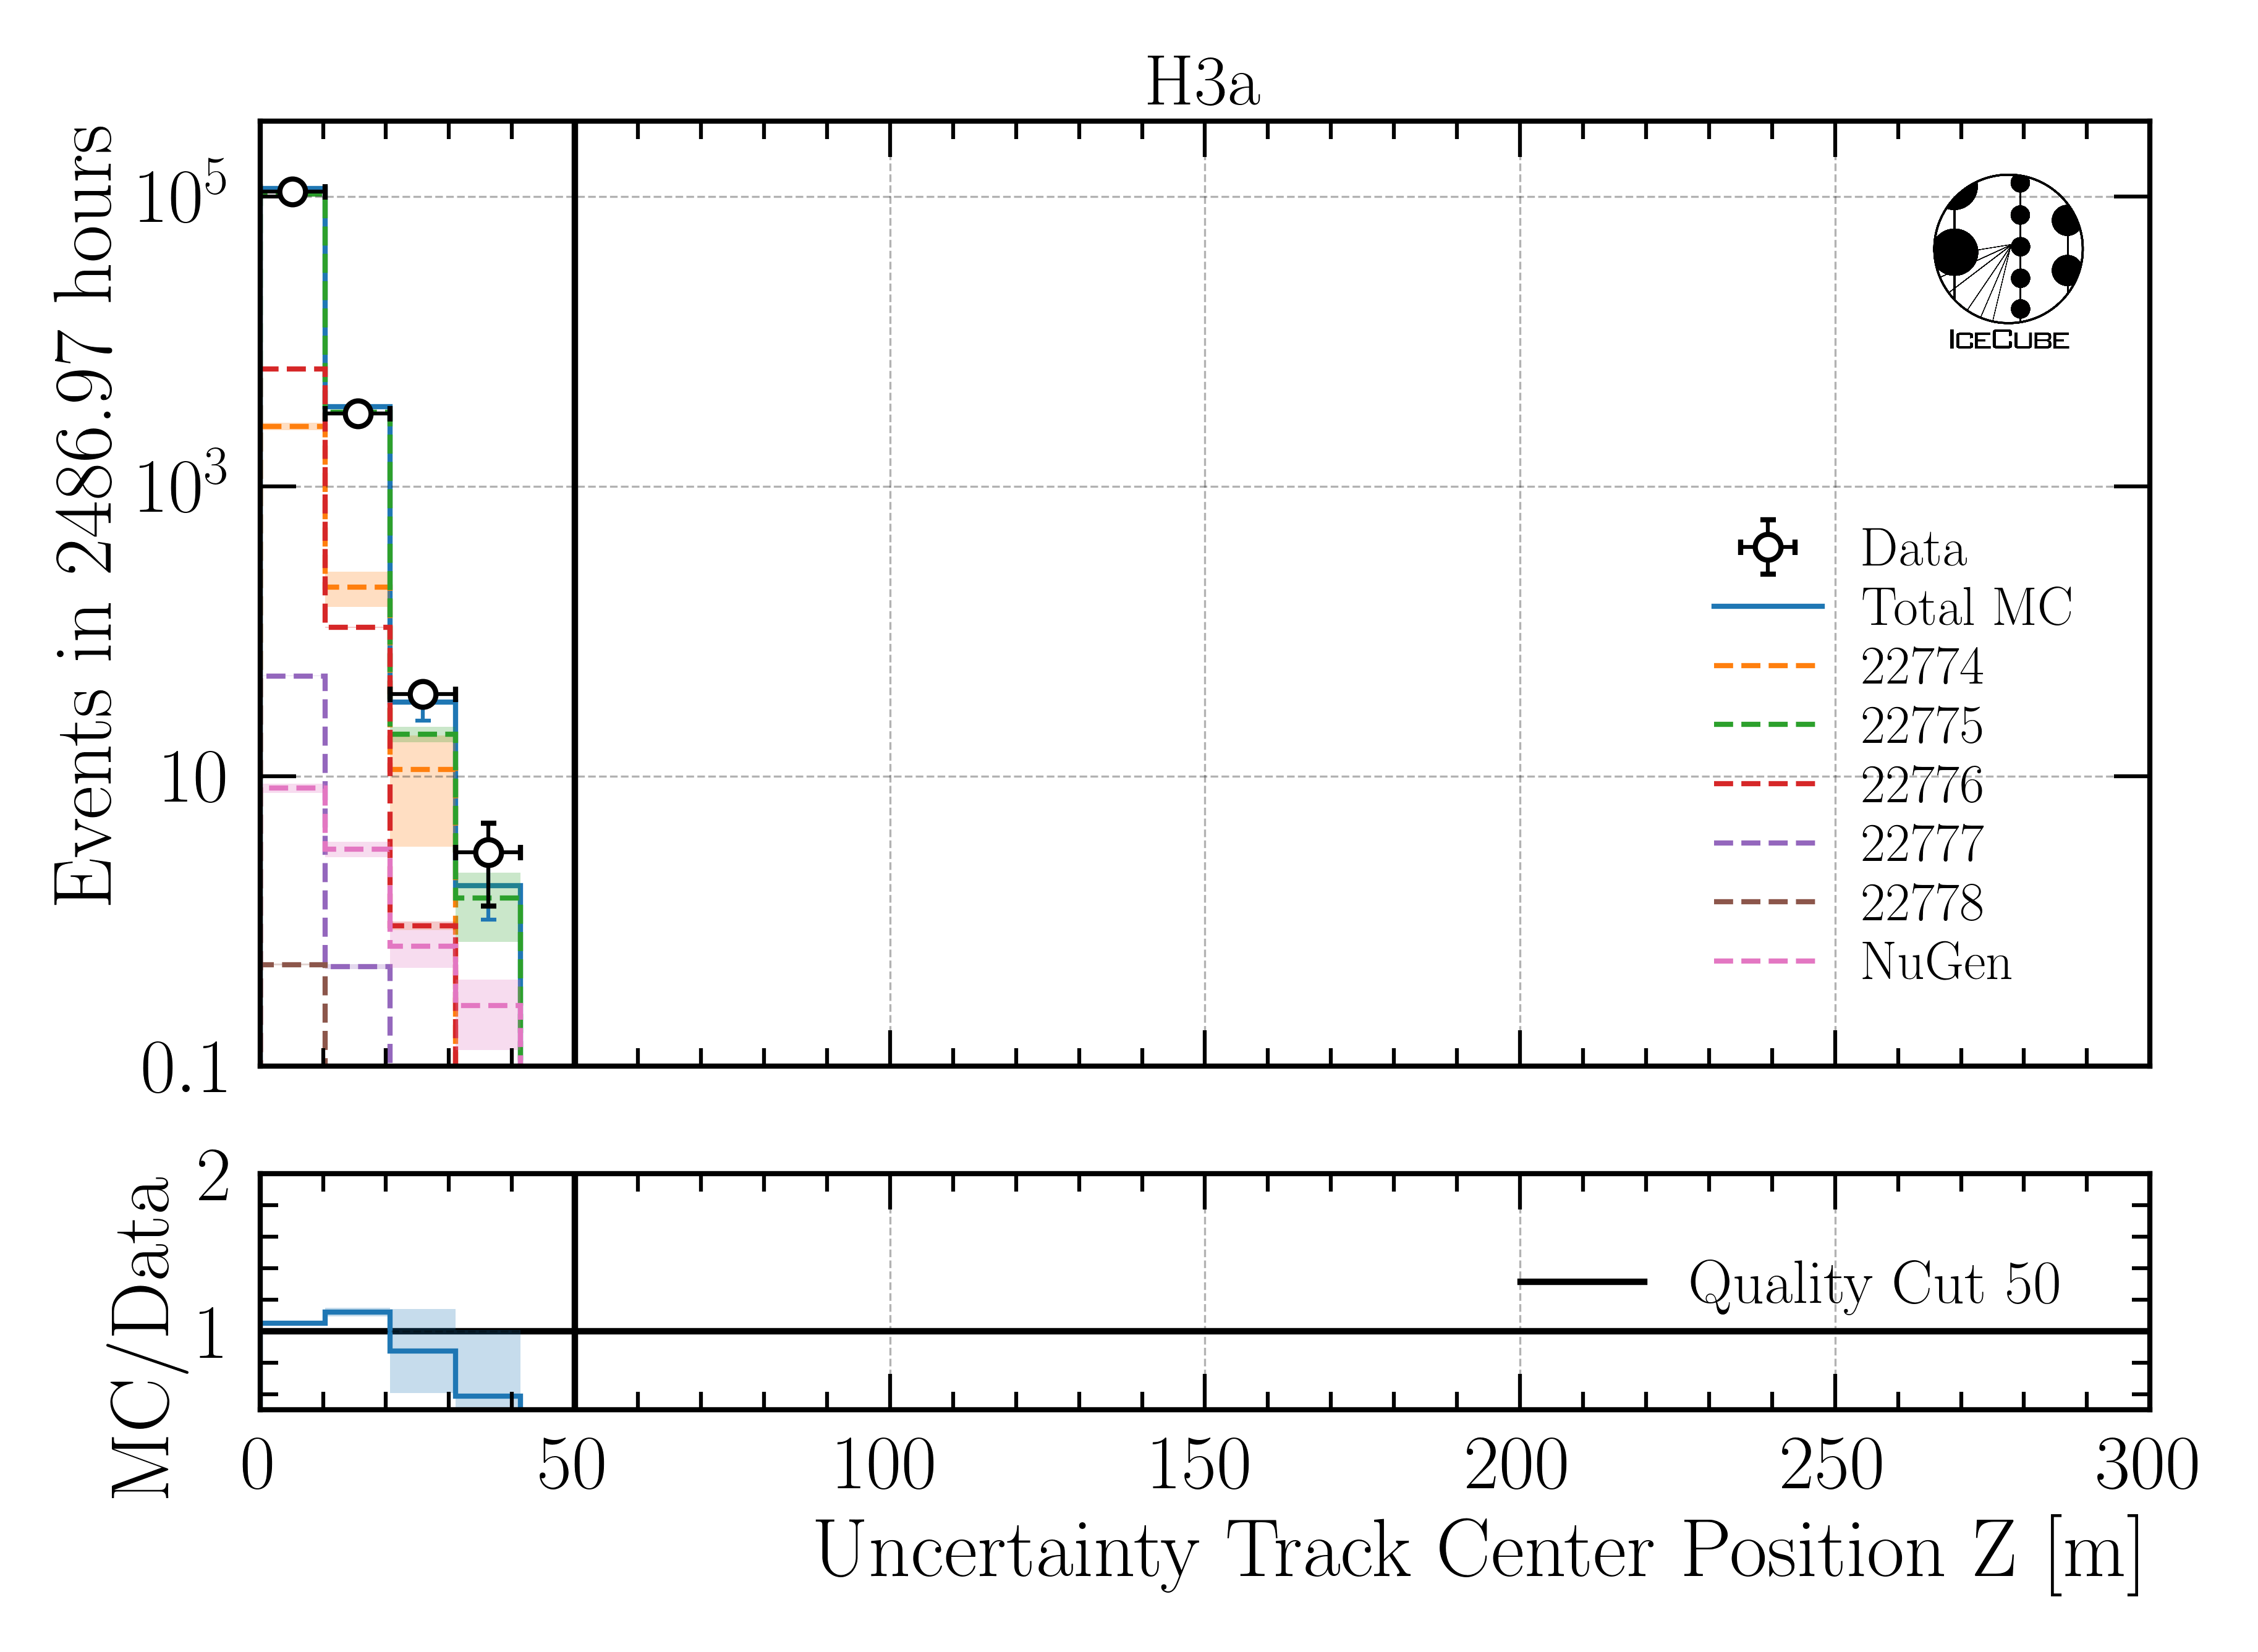 H3a
Events in 2486.97 hours
10^5
10^3
10
0.1
IceCube
Data
Total MC
22774
22775
22776
22777
22778
NuGen
MC/Data
2
1
Quality Cut 50
0 50 100 150 200 250 300
Uncertainty Track Center Position Z [m]